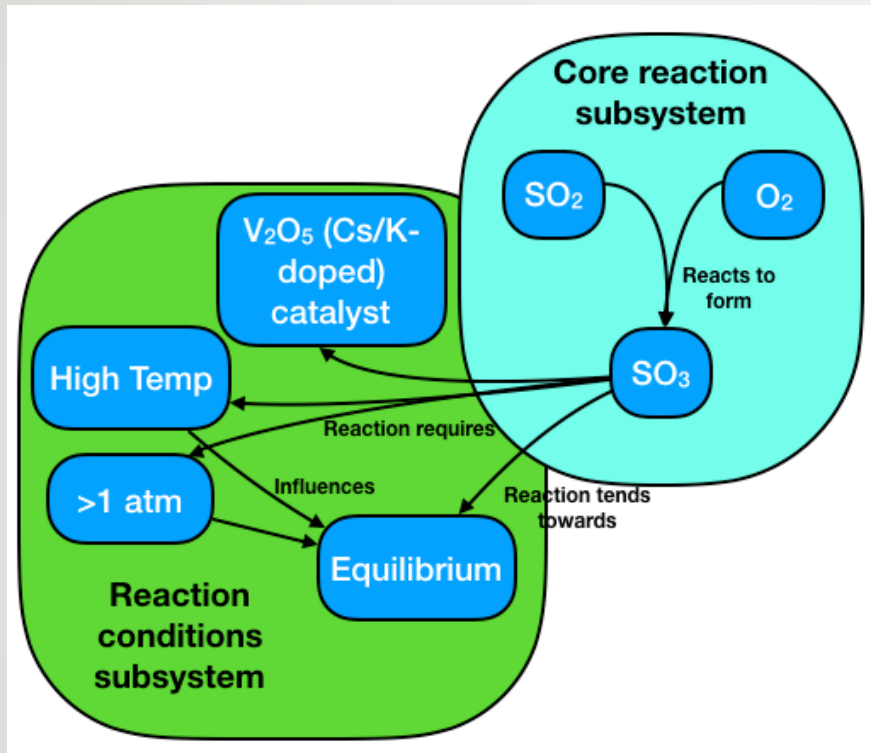 Core reaction
subsystem
SO₂
O₂
Reacts to
form
SO₃
V₂O₅ (Cs/K-
doped)
catalyst
High Temp
Reaction requires
>1 atm
Influences
Reaction tends
towards
Equilibrium
Reaction
conditions
subsystem